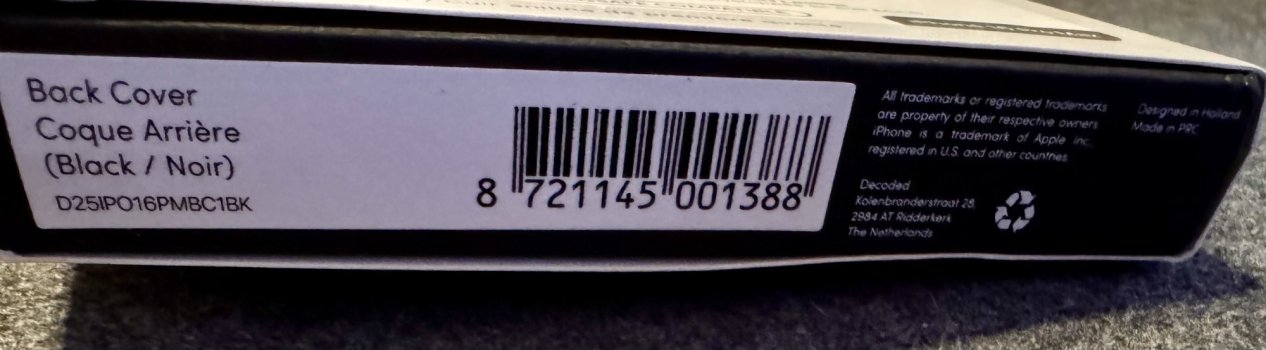 Back Cover
Coque Arrière
(Black / Noir)
D25IPO16PMBC1BK
8 721145 001388
All trademarks or registered trademarks
are property of their respective owners
iPhone is a trademark of Apple Inc.
registered in U.S. and other countries
Decoded
Koienbranderstraat 28,
2984 AT Ridderkerk
The Netherlands
Designed in Holland
Made in PRC